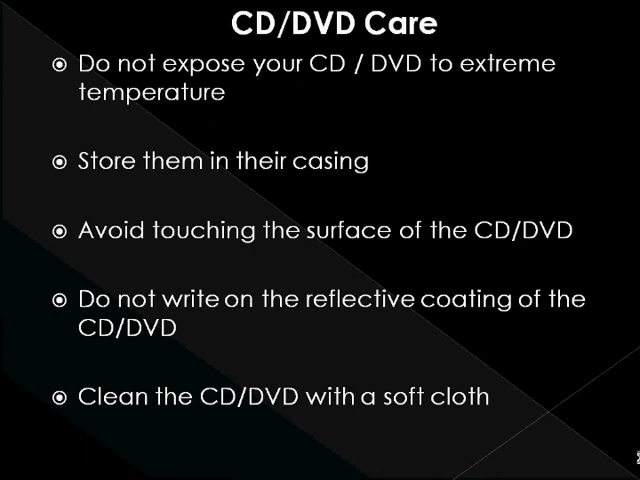 CD/DVD Care
Do not expose your CD / DVD to extreme
temperature
Store them in their casing
Avoid touching the surface of the CD/DVD
Do not write on the reflective coating of the
CD/DVD
Clean the CD/DVD with a soft cloth